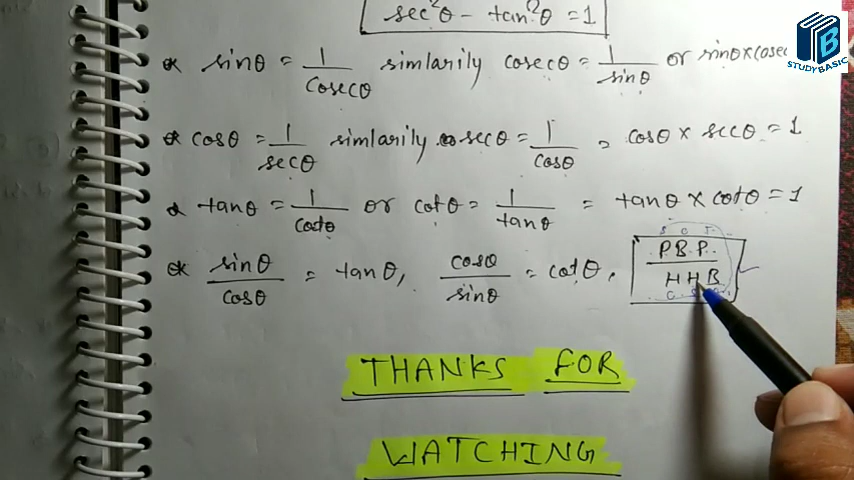 sec²θ - tan²θ = 1
* sinθ = 1/cosecθ simlarily cosecθ = 1/sinθ or sinθ×cosec
* cosθ = 1/secθ simlarily secθ = 1/cosθ = cosθ × secθ = 1
* tanθ = 1/cotθ or cotθ = 1/tanθ = tanθ × cotθ = 1
S C T
* sinθ/cosθ = tanθ, cosθ/sinθ = cotθ, P B P / H H B
THANKS FOR
WATCHING
B
STUDYBASIC